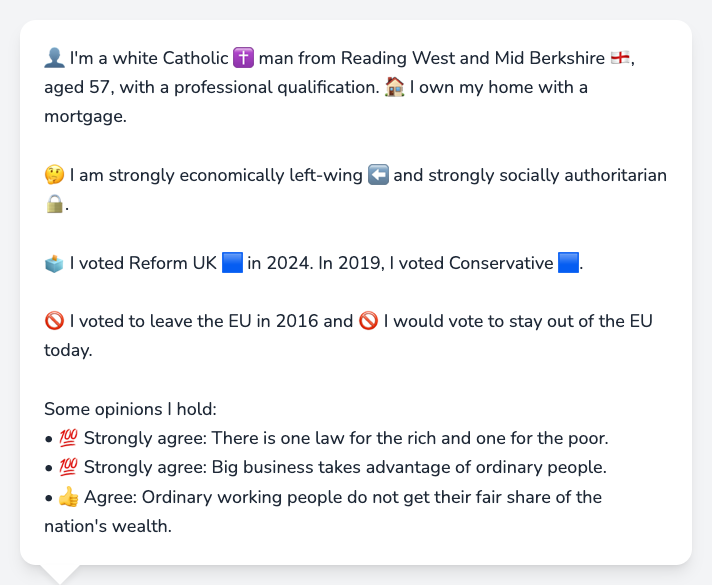 👤 I'm a white Catholic ✝️ man from Reading West and Mid Berkshire 🏴󠁧󠁢󠁥󠁮󠁧󠁿,
aged 57, with a professional qualification. 🏠 I own my home with a
mortgage.
🤔 I am strongly economically left-wing ⬅️ and strongly socially authoritarian
🔒.
🗳️ I voted Reform UK 🟦 in 2024. In 2019, I voted Conservative 🟦.
🚫 I voted to leave the EU in 2016 and 🚫 I would vote to stay out of the EU
today.
Some opinions I hold:
• 💯 Strongly agree: There is one law for the rich and one for the poor.
• 💯 Strongly agree: Big business takes advantage of ordinary people.
• 👍 Agree: Ordinary working people do not get their fair share of the
nation's wealth.